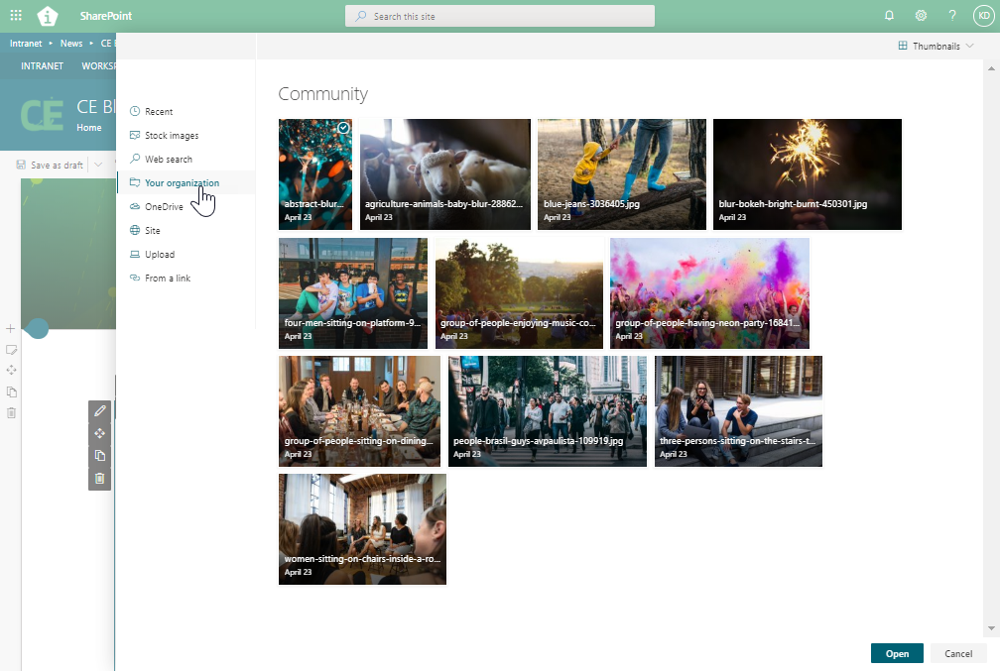 SharePoint
Search this site
?
KD
Intranet ▸ News ▸ CE
INTRANET WORKSP
CE
CE Bl
Home
Save as draft
Thumbnails
Recent
Stock images
Web search
Your organization
OneDrive
Site
Upload
From a link
Community
abstract-blur...
April 23
agriculture-animals-baby-blur-28862...
April 23
blue-jeans-3036405.jpg
April 23
blur-bokeh-bright-burnt-450301.jpg
April 23
four-men-sitting-on-platform-9...
April 23
group-of-people-enjoying-music-co...
April 23
group-of-people-having-neon-party-16841...
April 23
group-of-people-sitting-on-dining...
April 23
people-brasil-guys-avpaulista-109919.jpg
April 23
three-persons-sitting-on-the-stairs-t...
April 23
women-sitting-on-chairs-inside-a-ro...
April 23
Open
Cancel